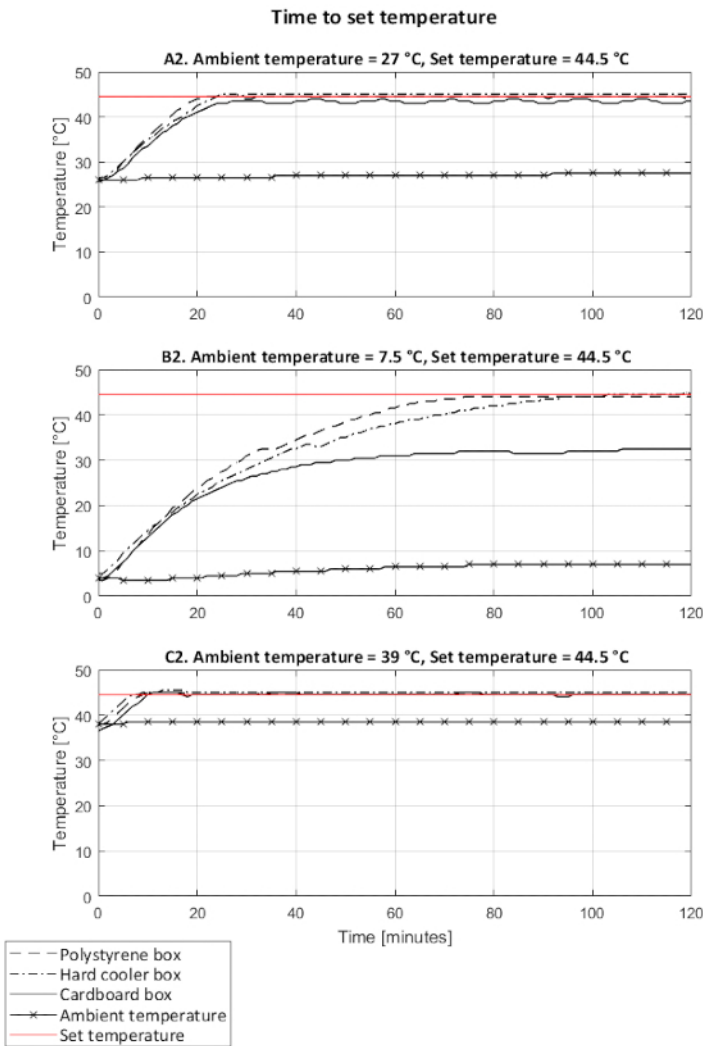 Time to set temperature
A2. Ambient temperature = 27 °C, Set temperature = 44.5 °C
50
40
30
20
10
0
Temperature [°C]
0 20 40 60 80 100 120
B2. Ambient temperature = 7.5 °C, Set temperature = 44.5 °C
50
40
30
20
10
0
Temperature [°C]
0 20 40 60 80 100 120
C2. Ambient temperature = 39 °C, Set temperature = 44.5 °C
50
40
30
20
10
0
Temperature [°C]
0 20 40 60 80 100 120
Time [minutes]
Polystyrene box
Hard cooler box
Cardboard box
Ambient temperature
Set temperature